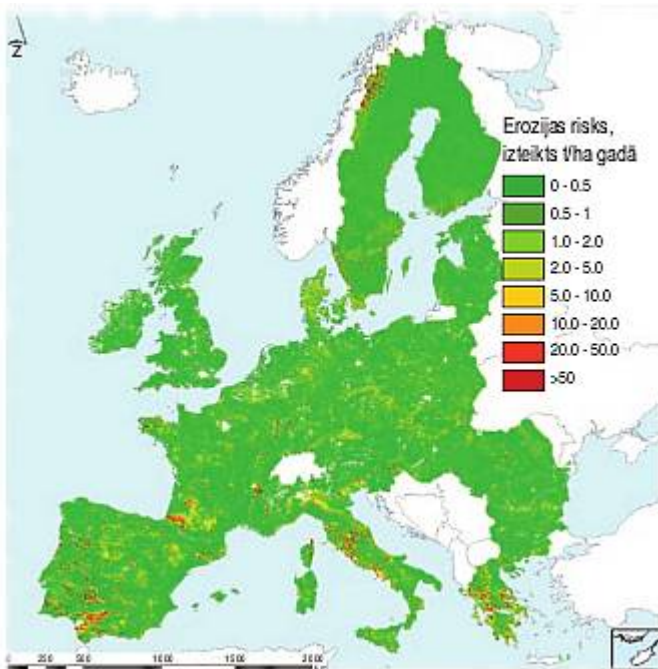 Z
Erozijas risks,
izteikts t/ha gadā
0 - 0.5
0.5 - 1
1.0 - 2.0
2.0 - 5.0
5.0 - 10.0
10.0 - 20.0
20.0 - 50.0
>50
0 250 500 1000 1500 2000